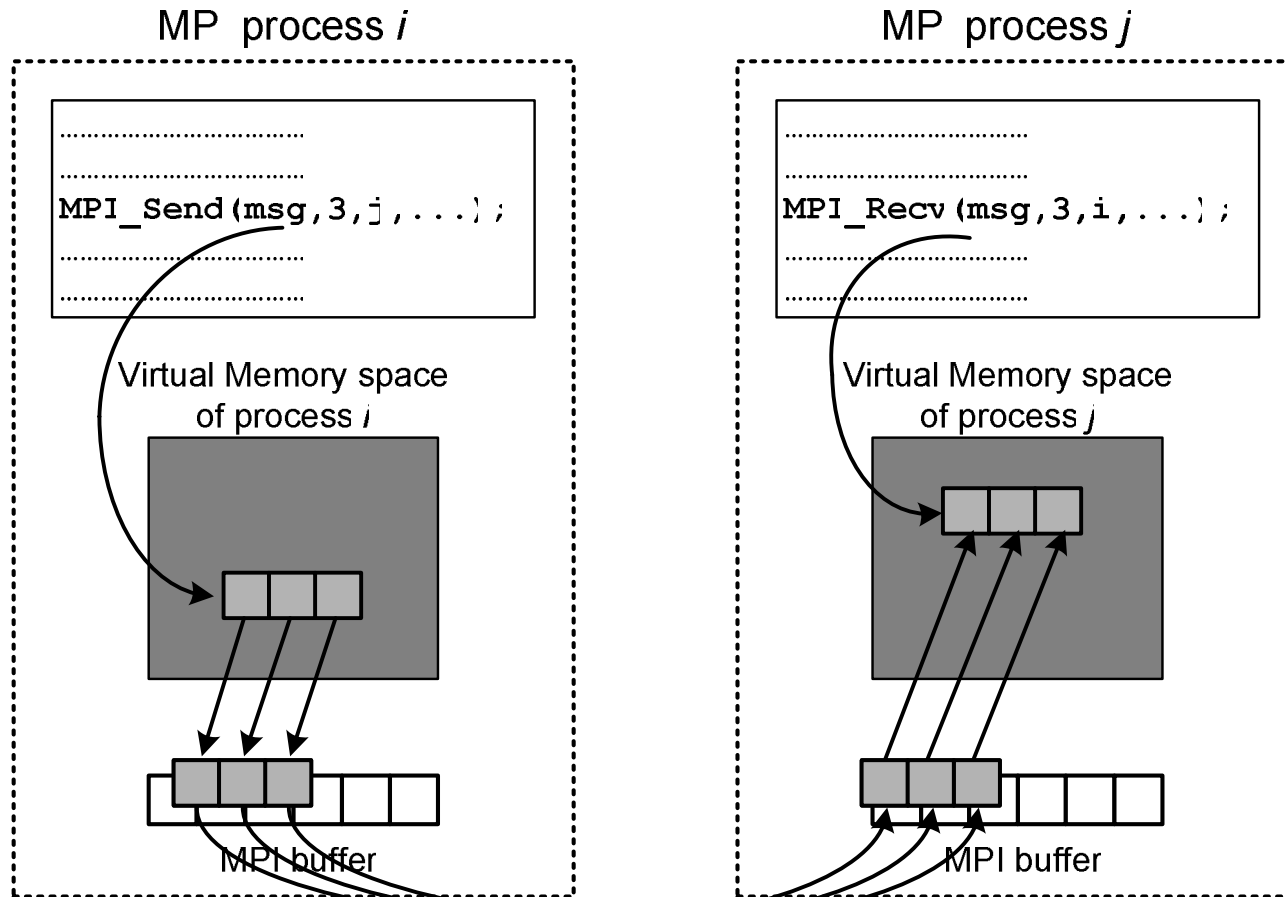 MP process i
....................................
....................................
MPI_Send(msg,3,j,...);
....................................
....................................
Virtual Memory space
of process i
MPI buffer
MP process j
....................................
....................................
MPI_Recv(msg,3,i,...);
....................................
....................................
Virtual Memory space
of process j
MPI buffer